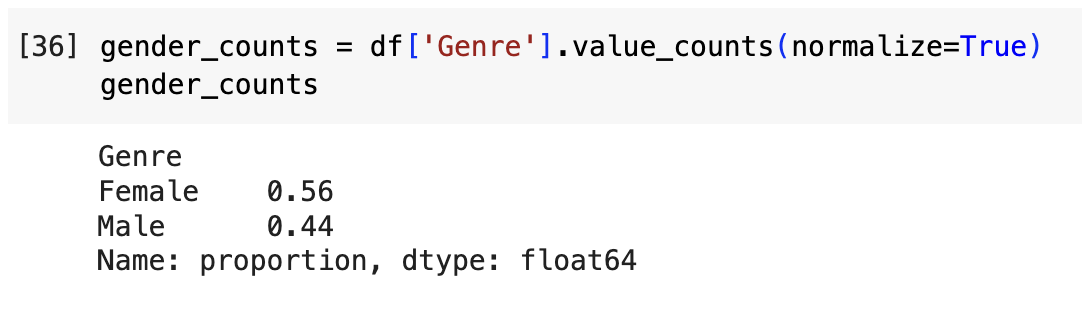 [36] gender_counts = df['Genre'].value_counts(normalize=True)
gender_counts
Genre
Female    0.56
Male      0.44
Name: proportion, dtype: float64